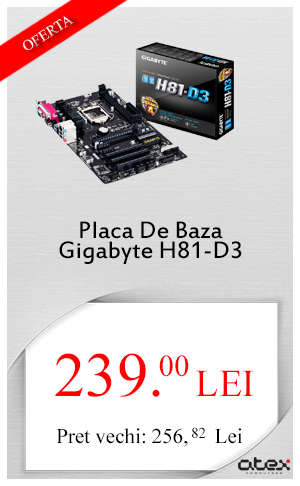 OFERTA
GIGABYTE
H81-D3
Placa De Baza
Gigabyte H81-D3
239.00 LEI
Pret vechi: 256,82 Lei
atex
COMPUTERS